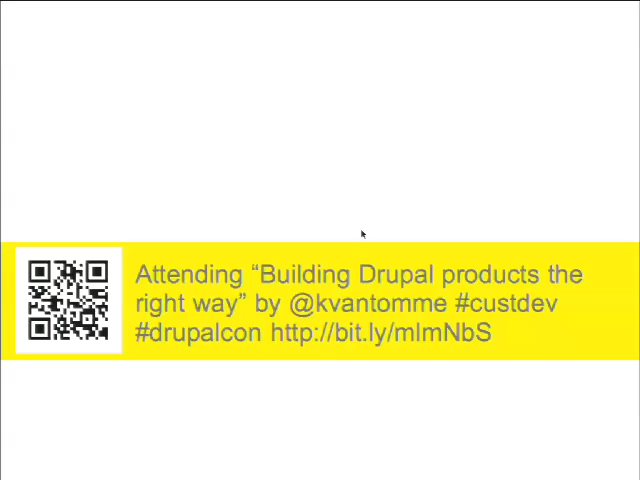 Attending “Building Drupal products the
right way” by @kvantomme #custdev
#drupalcon http://bit.ly/mlmNbS